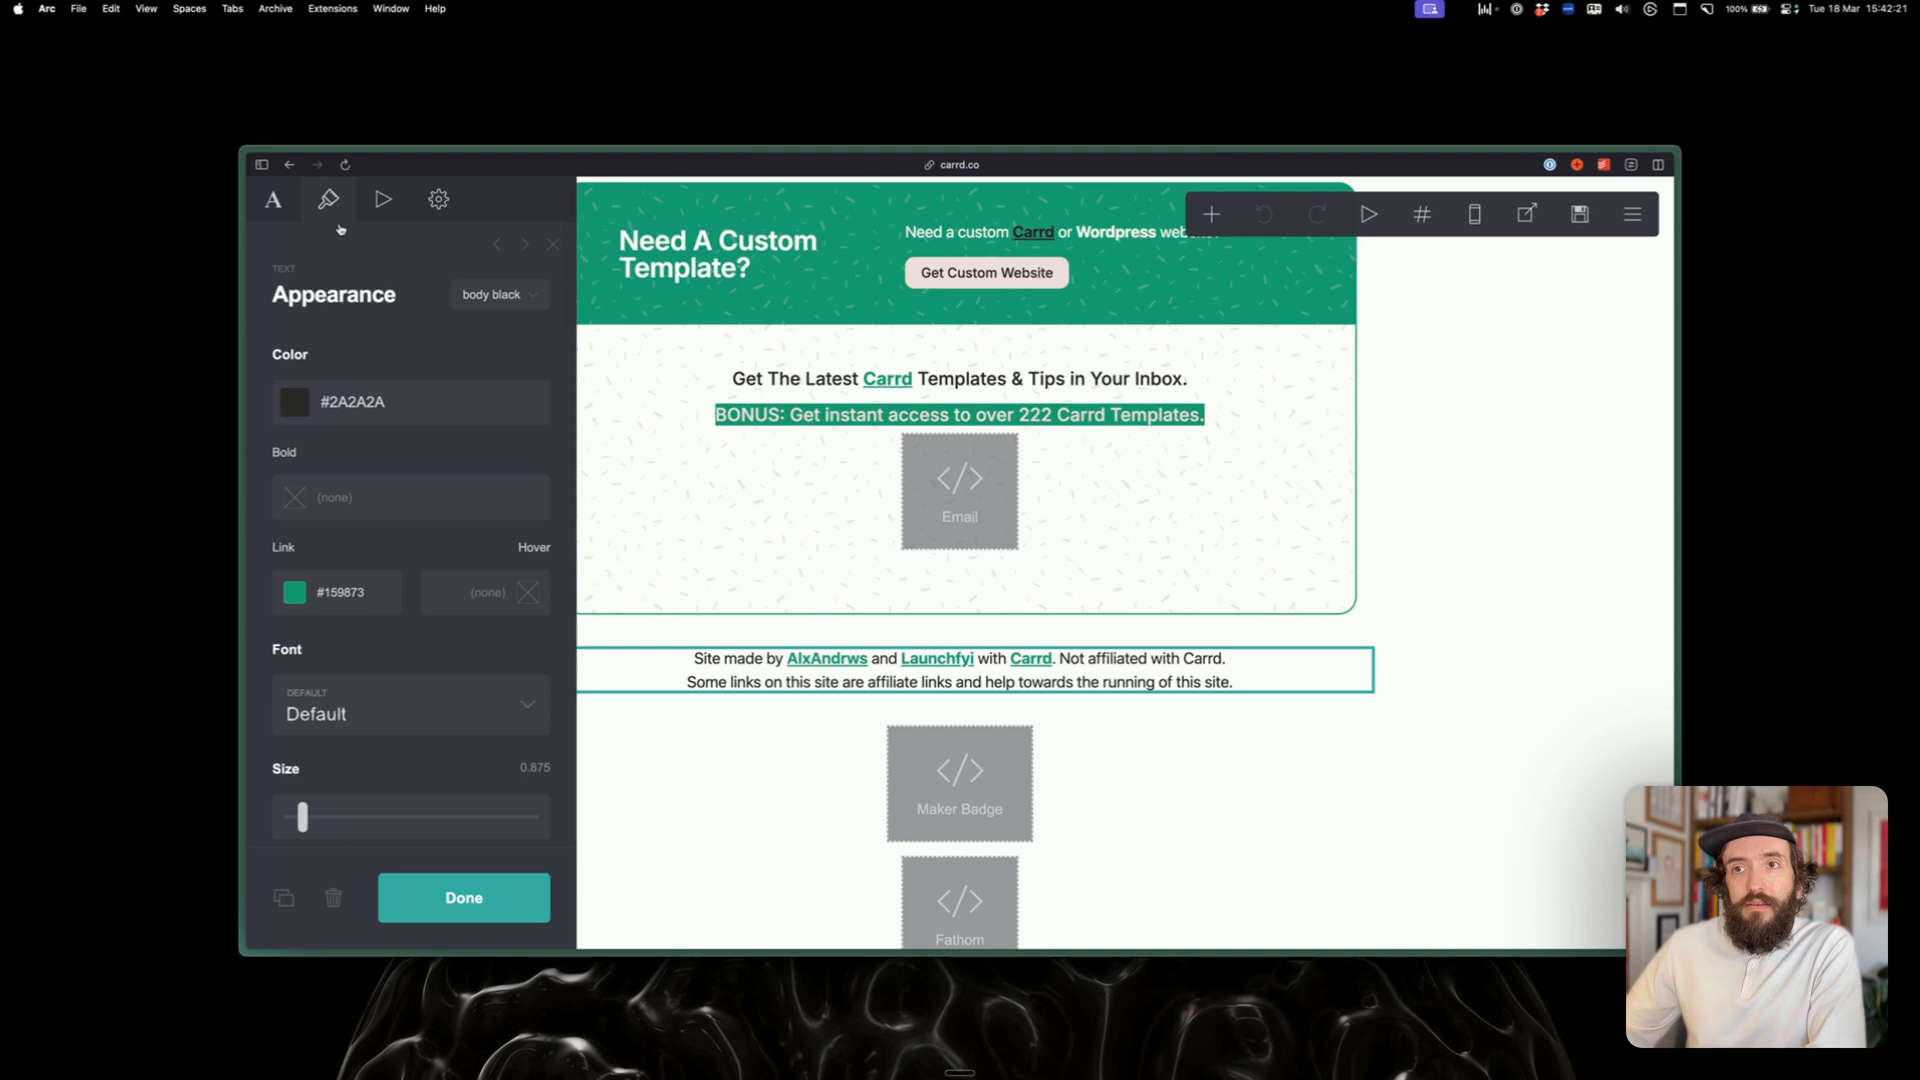 Arc File Edit View Spaces Tabs Archive Extensions Window Help
100% Tue 18 Mar 15:42:21
carrd.co
A
TEXT
Appearance
body black
Color
#2A2A2A
Bold
(none)
Link
Hover
#159873
(none)
Font
DEFAULT
Default
Size
0.875
Done
Need A Custom
Template?
Need a custom Carrd or Wordpress web
Get Custom Website
Get The Latest Carrd Templates & Tips in Your Inbox.
BONUS: Get instant access to over 222 Carrd Templates.
</>
Email
Site made by AlxAndrws and Launchfyi with Carrd. Not affiliated with Carrd.
Some links on this site are affiliate links and help towards the running of this site.
</>
Maker Badge
</>
Fathom